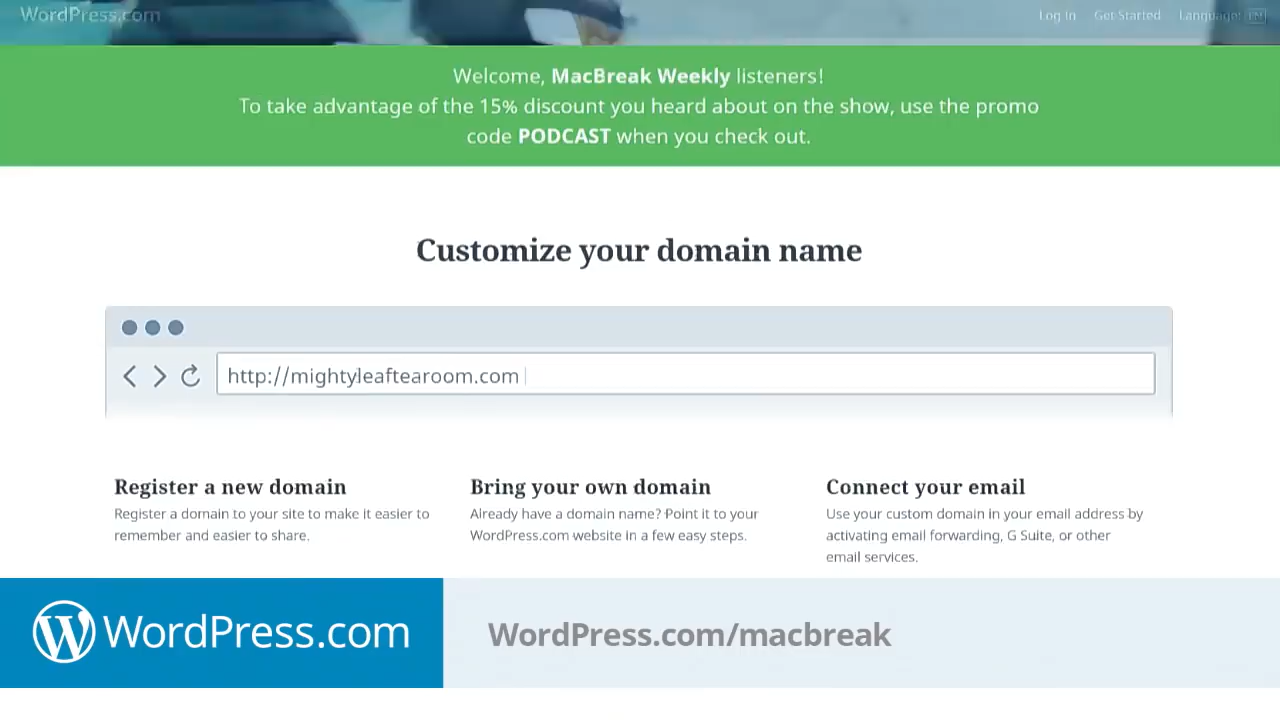 WordPress.com
Log In Get Started Language: EN
Welcome, MacBreak Weekly listeners!
To take advantage of the 15% discount you heard about on the show, use the promo
code PODCAST when you check out.
Customize your domain name
http://mightyleaftearoom.com
Register a new domain
Register a domain to your site to make it easier to
remember and easier to share.
Bring your own domain
Already have a domain name? Point it to your
WordPress.com website in a few easy steps.
Connect your email
Use your custom domain in your email address by
activating email forwarding, G Suite, or other
email services.
WordPress.com
WordPress.com/macbreak